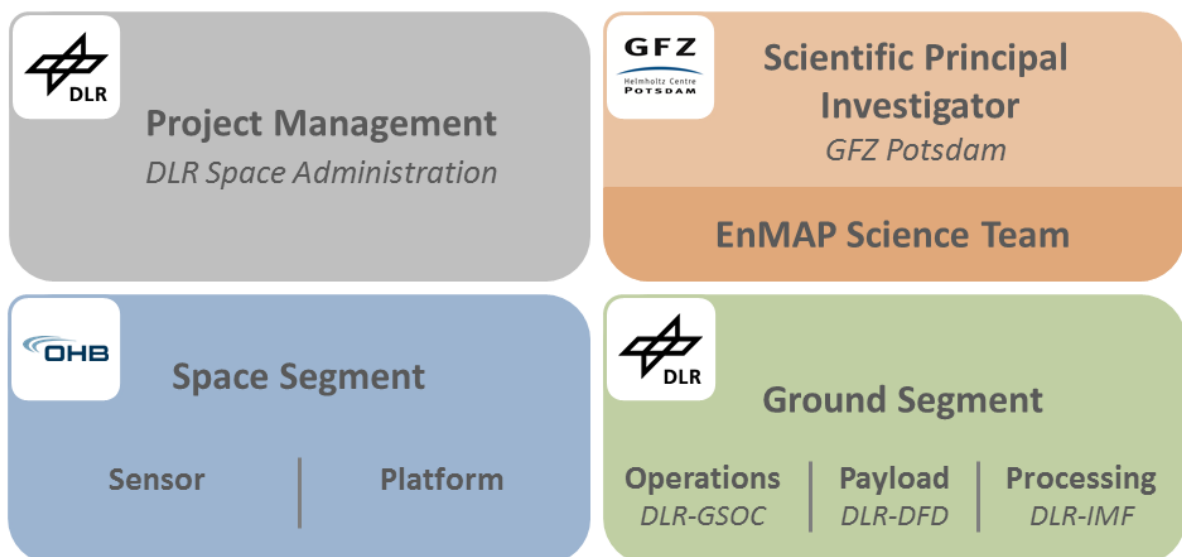 DLR
Project Management
DLR Space Administration
GFZ
Helmholtz Centre
POTSDAM
Scientific Principal
Investigator
GFZ Potsdam
EnMAP Science Team
OHB
Space Segment
Sensor
Platform
DLR
Ground Segment
Operations
DLR-GSOC
Payload
DLR-DFD
Processing
DLR-IMF